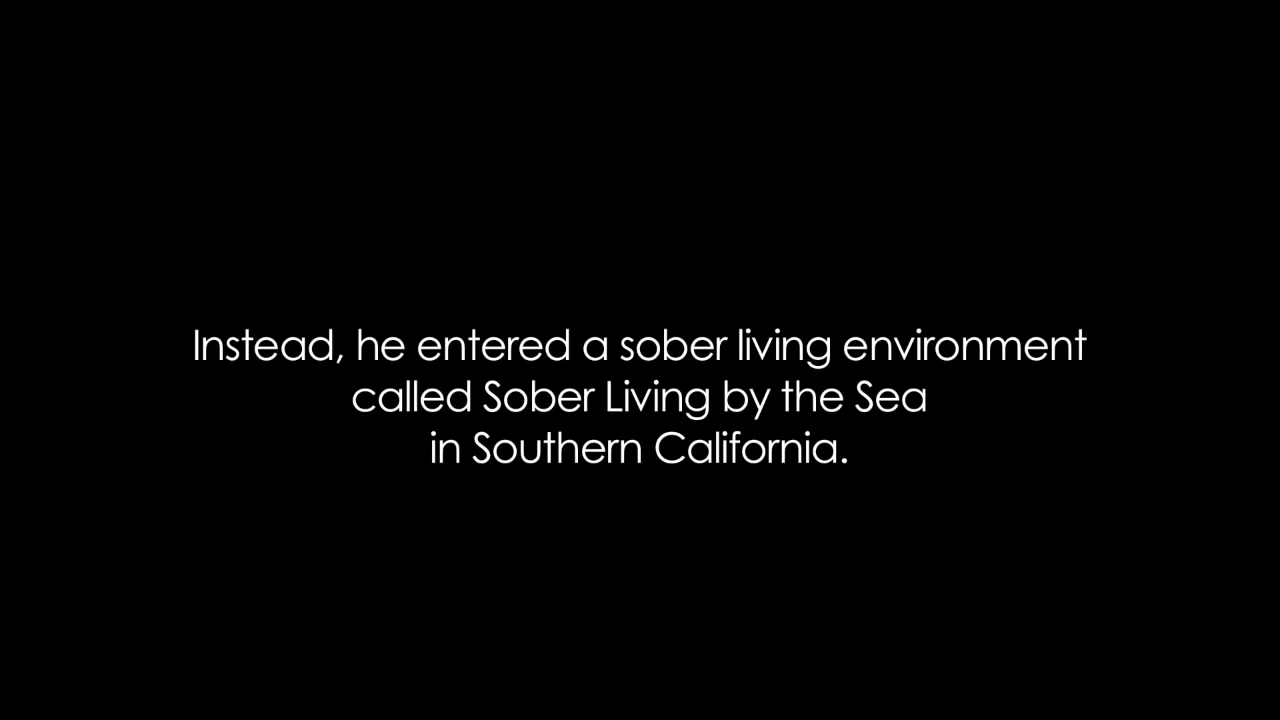 Instead, he entered a sober living environment
called Sober Living by the Sea
in Southern California.